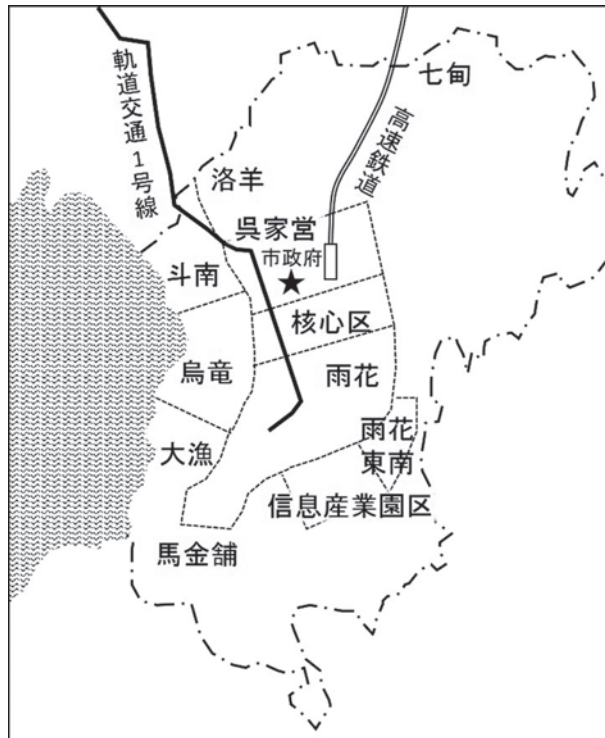 七甸
軌道交通1号線
高速鉄道
洛羊
呉家営
市政府
斗南
核心区
烏竜
雨花
雨花
東南
大漁
信息産業園区
馬金舗